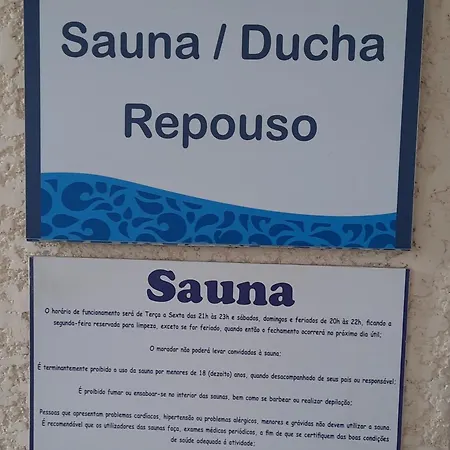 Sauna / Ducha
Repouso
Sauna
O horário de funcionamento será de Terça a Sexta das 21h às 23h e sábados, domingos e feriados de 20h às 22h, ficando a
segunda-feira reservada para limpeza, exceto se for feriado, quando então o fechamento ocorrerá no próximo dia útil;
O morador não poderá levar convidados à sauna;
É terminantemente proibido o uso da sauna por menores de 18 (dezoito) anos, quando desacompanhada de seus pais ou responsável;
É proibido fumar ou ensaboar-se no interior das saunas, bem como se barbear ou realizar depilação;
Pessoas que apresentam problemas cardíacos, hipertensão ou problemas alérgicos, menores e grávidas não devem utilizar a sauna.
É recomendável que os utilizadores das saunas faça, exames médicos periódicos, a fim de que se certifiquem das boas condições
de saúde adequada à atividade;